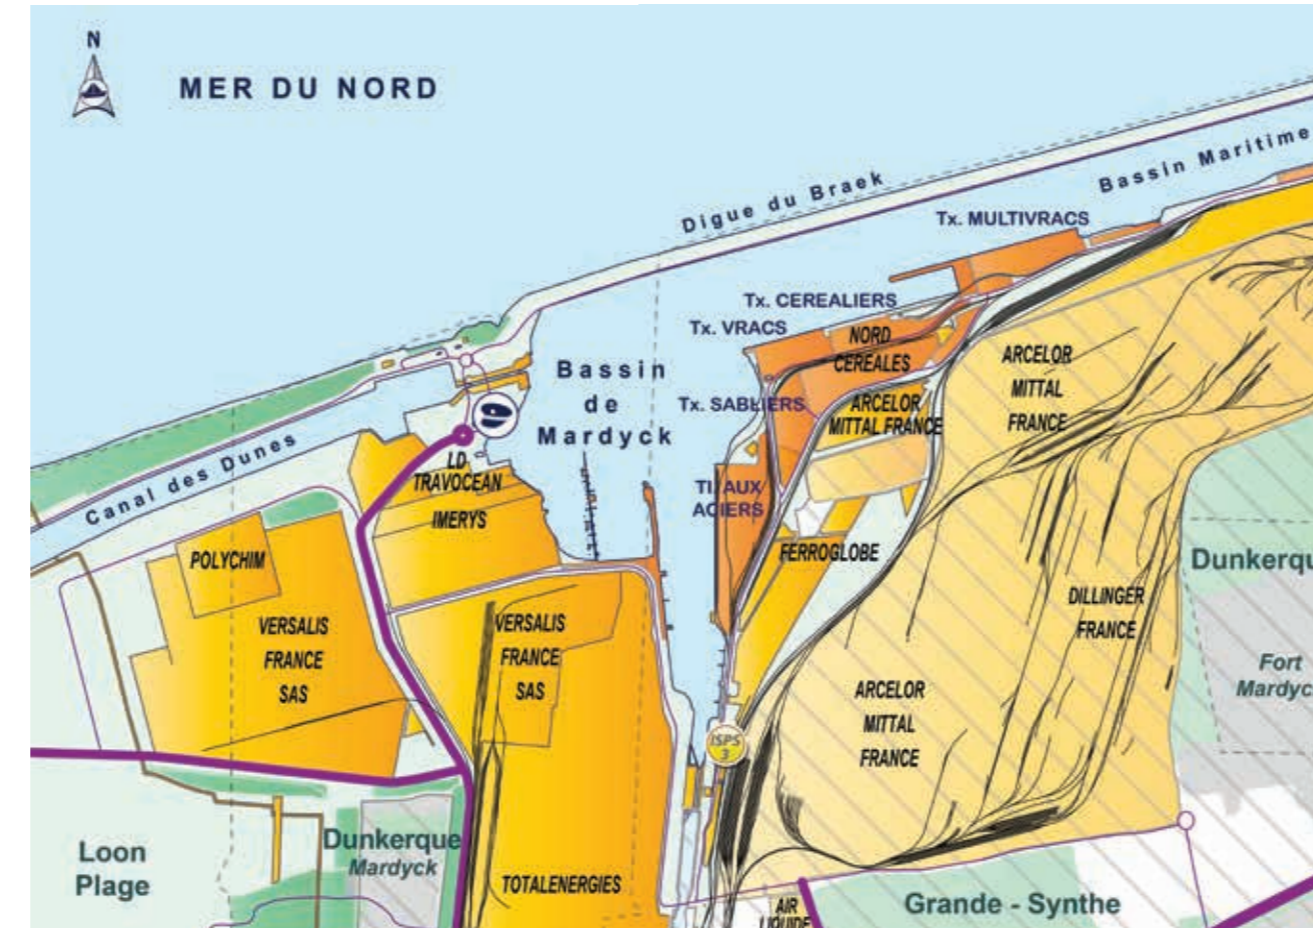 N
MER DU NORD
Digue du Braek
Bassin Maritime
Tx. MULTIVRACS
Tx. CEREALIERS
Tx. VRACS
NORD
CEREALES
Bassin
de
Mardyck
Tx. SABLIERS
ARCELOR
MITTAL FRANCE
ARCELOR
MITTAL
FRANCE
Canal des Dunes
LD
TRAVOCEAN
IMERYS
TI. AUX
ACIERS
FERROGLOBE
POLYCHIM
VERSALIS
FRANCE
SAS
VERSALIS
FRANCE
SAS
DILLINGER
FRANCE
Fort
ARCELOR
MITTAL
FRANCE
ISPS
3
Loon
Plage
Dunkerque
Mardyck
TOTALENERGIES
AIR
LIQUIDE
Grande - Synthe